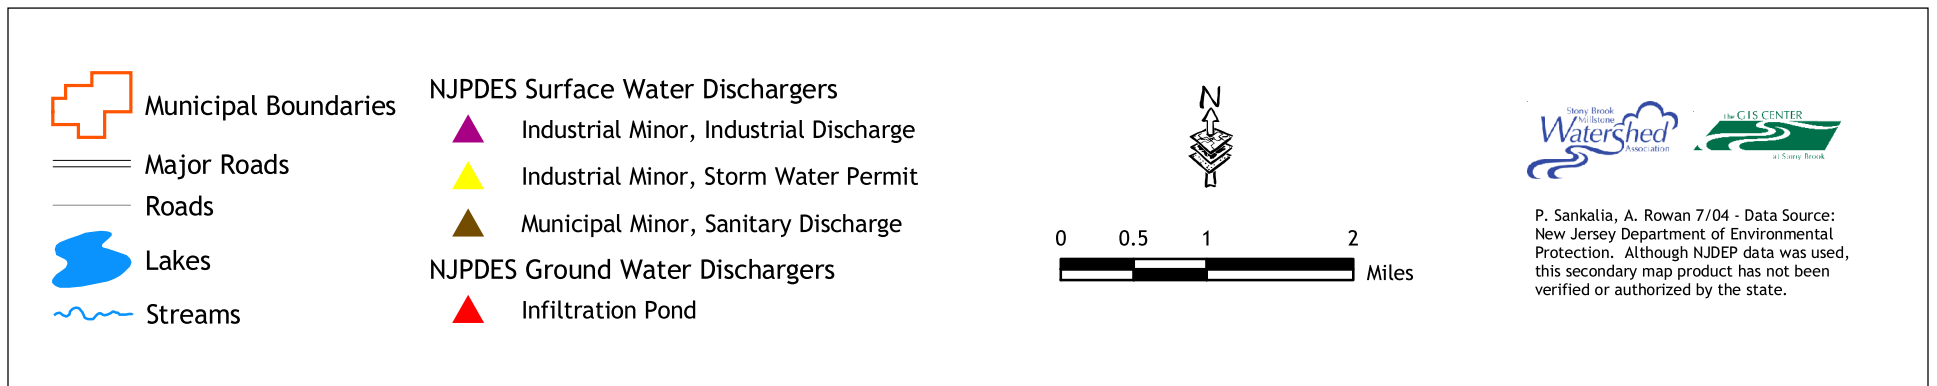 Municipal Boundaries
Major Roads
Roads
Lakes
Streams
NJPDES Surface Water Dischargers
Industrial Minor, Industrial Discharge
Industrial Minor, Storm Water Permit
Municipal Minor, Sanitary Discharge
NJPDES Ground Water Dischargers
Infiltration Pond
N
0 0.5 1 2
Miles
Stony Brook
Millstone
Watershed
Association
The GIS CENTER
at Stony Brook
P. Sankalia, A. Rowan 7/04 - Data Source:
New Jersey Department of Environmental
Protection.  Although NJDEP data was used,
this secondary map product has not been
verified or authorized by the state.